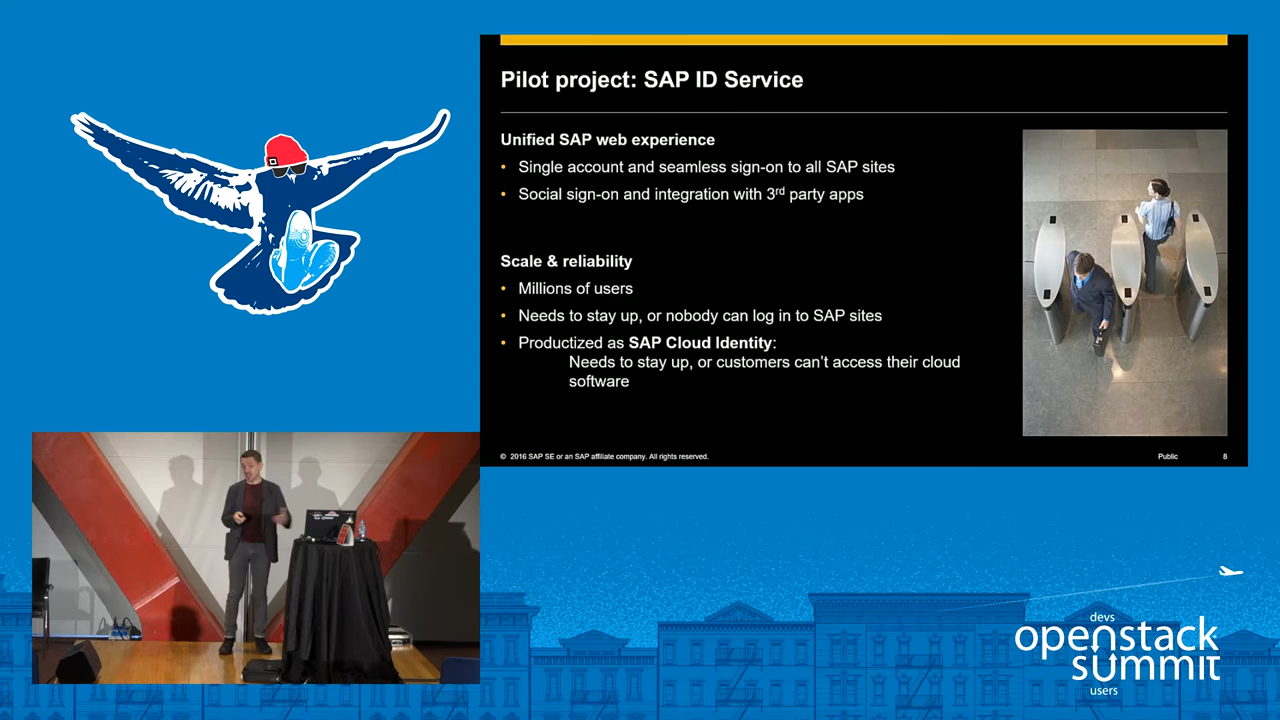 Pilot project: SAP ID Service
Unified SAP web experience
• Single account and seamless sign-on to all SAP sites
• Social sign-on and integration with 3rd party apps
Scale & reliability
• Millions of users
• Needs to stay up, or nobody can log in to SAP sites
• Productized as SAP Cloud Identity:
Needs to stay up, or customers can't access their cloud
software
© 2016 SAP SE or an SAP affiliate company. All rights reserved.
Public
8
devs
openstack
summit
users